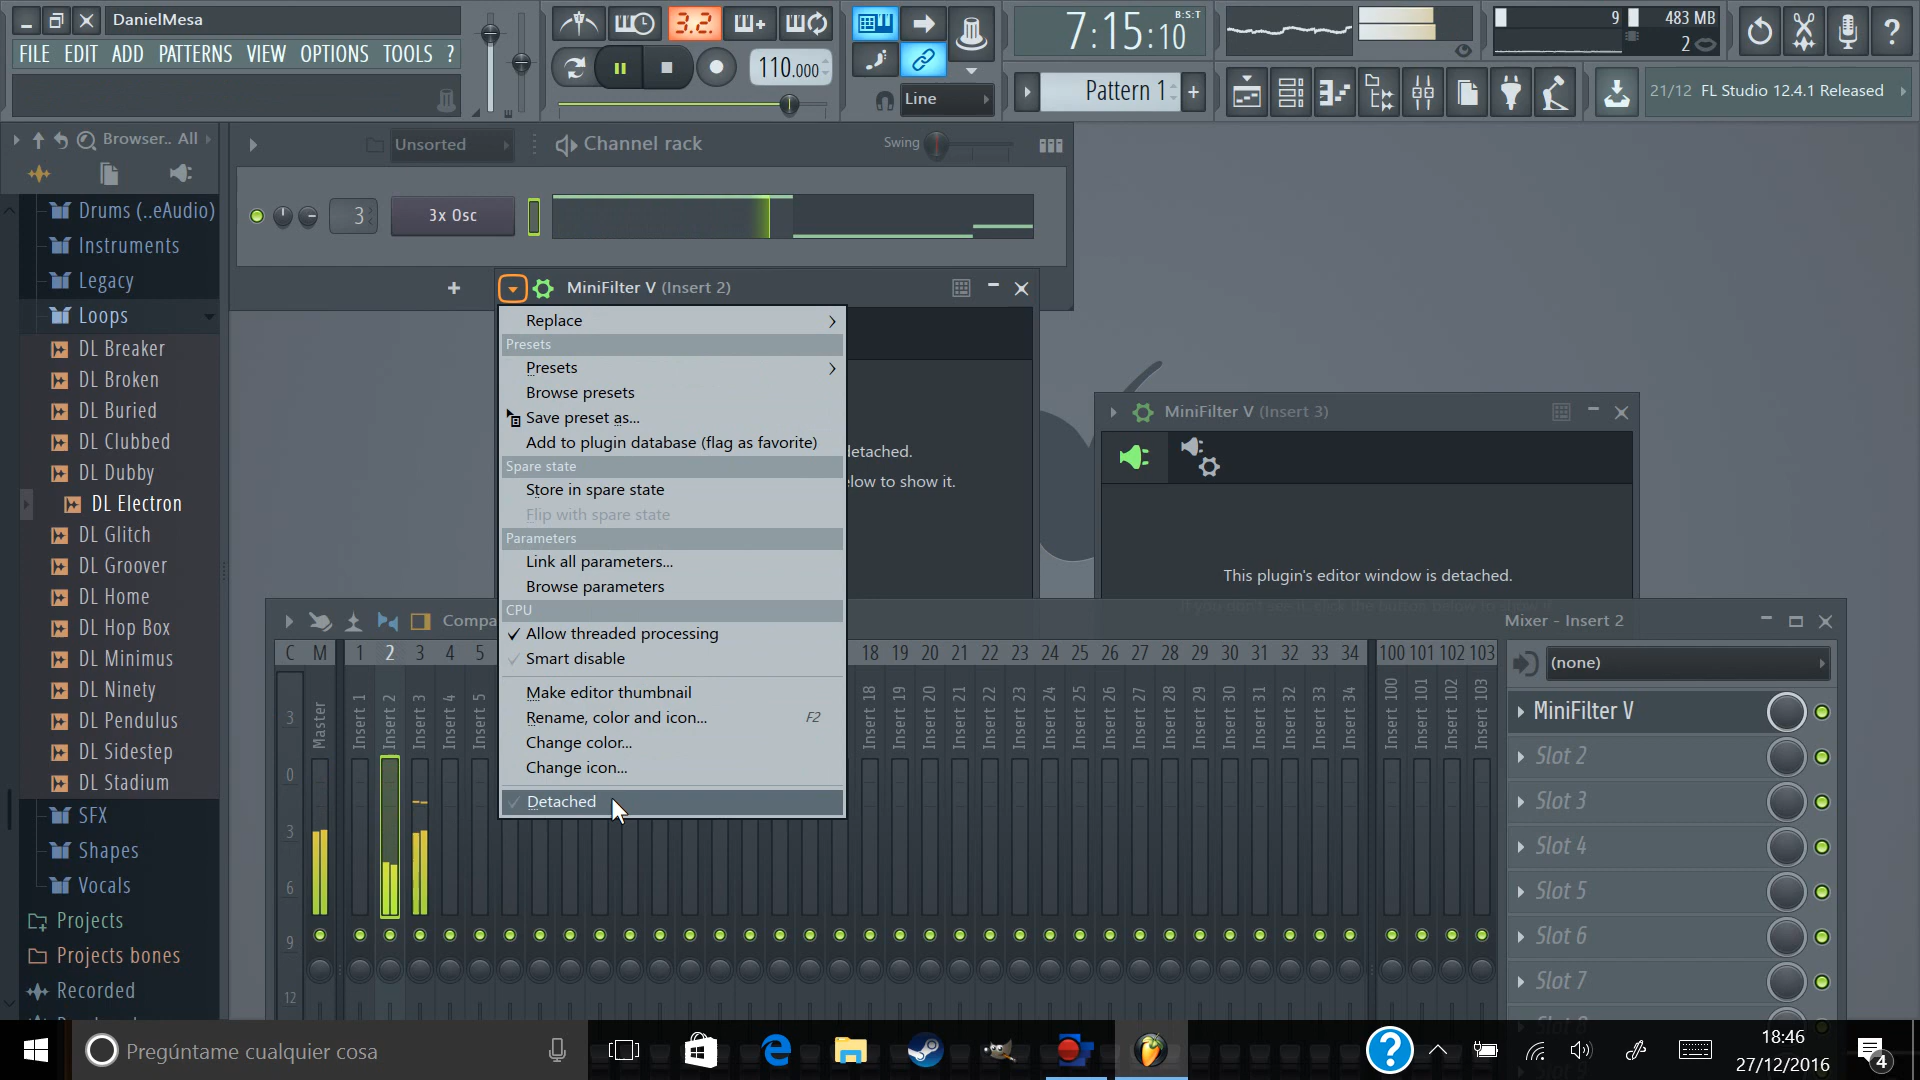 DanielMesa
FILE EDIT ADD PATTERNS VIEW OPTIONS TOOLS ?
3.2.
110.000
7:15:10
B:S:T
9
483 MB
2
Line
Pattern 1
+
21/12 FL Studio 12.4.1 Released
Browser.. All
Unsorted
Channel rack
Swing
3
3x Osc
+
Drums (..eAudio)
Instruments
Legacy
Loops
DL Breaker
DL Broken
DL Buried
DL Clubbed
DL Dubby
DL Electron
DL Glitch
DL Groover
DL Home
DL Hop Box
DL Minimus
DL Ninety
DL Pendulus
DL Sidestep
DL Stadium
SFX
Shapes
Vocals
Projects
Projects bones
Recorded
MiniFilter V (Insert 2)
Replace
Presets
Presets
Browse presets
Save preset as...
Add to plugin database (flag as favorite)
Spare state
Store in spare state
Flip with spare state
Parameters
Link all parameters...
Browse parameters
CPU
Allow threaded processing
Smart disable
Make editor thumbnail
Rename, color and icon... F2
Change color...
Change icon...
Detached
letached.
elow to show it.
MiniFilter V (Insert 3)
This plugin's editor window is detached.
Compa
Mixer - Insert 2
C M 1 2 3 4 5 18 19 20 21 22 23 24 25 26 27 28 29 30 31 32 33 34 100 101 102 103
Master
Insert 1
Insert 2
Insert 3
Insert 4
Insert 5
Insert 18
Insert 19
Insert 20
Insert 21
Insert 22
Insert 23
Insert 24
Insert 25
Insert 26
Insert 27
Insert 28
Insert 29
Insert 30
Insert 31
Insert 32
Insert 33
Insert 34
Insert 100
Insert 101
Insert 102
Insert 103
3
0
3
6
9
12
(none)
MiniFilter V
Slot 2
Slot 3
Slot 4
Slot 5
Slot 6
Slot 7
Slot 8
Pregúntame cualquier cosa
18:46
27/12/2016
4